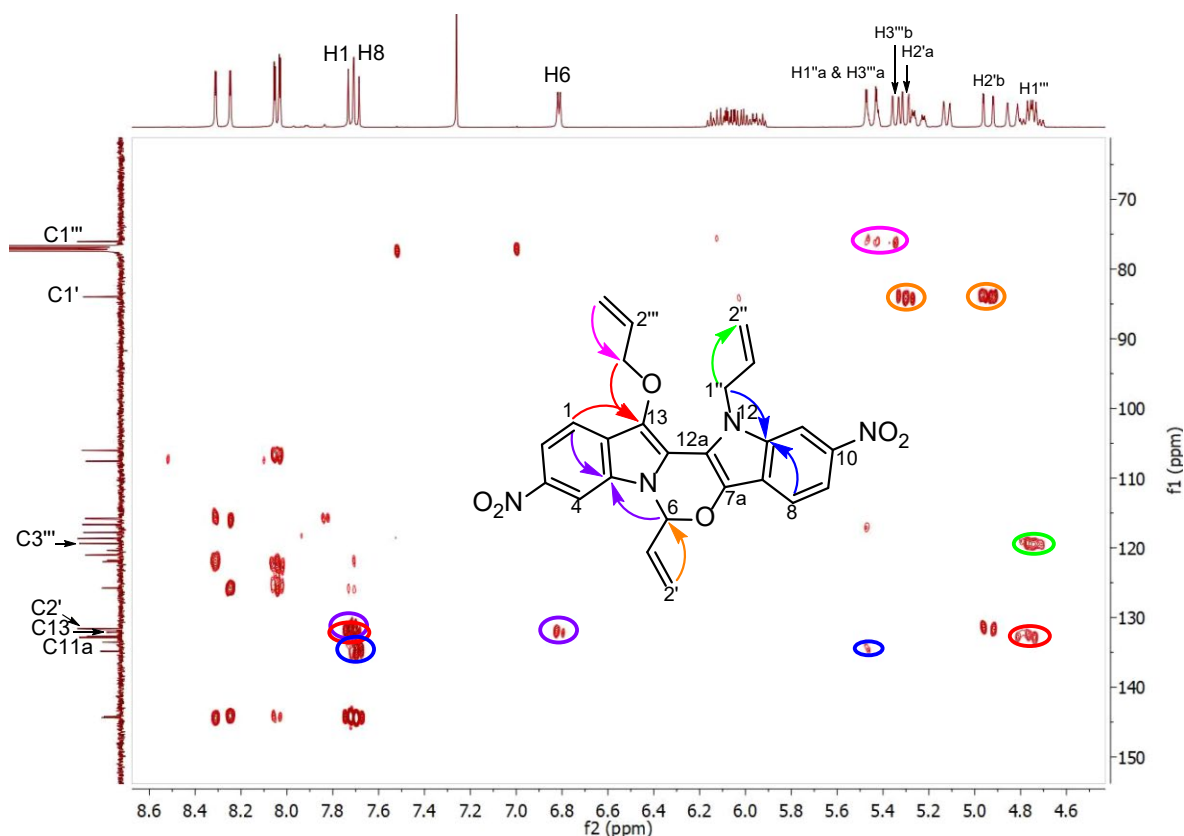 H3'''b
H2'a
H1''a & H3'''a
H1
H8
H6
H2'b
H1'''
C1'''
C1'
C3'''
C2'
C13
C11a
2'''
2''
O
1''
1
13
N
12
12a
NO₂
10
N
7a
8
O₂N
4
6
O
2'
70
80
90
100
110
120
130
140
150
f1 (ppm)
8.6 8.4 8.2 8.0 7.8 7.6 7.4 7.2 7.0 6.8 6.6 6.4 6.2 6.0 5.8 5.6 5.4 5.2 5.0 4.8 4.6
f2 (ppm)